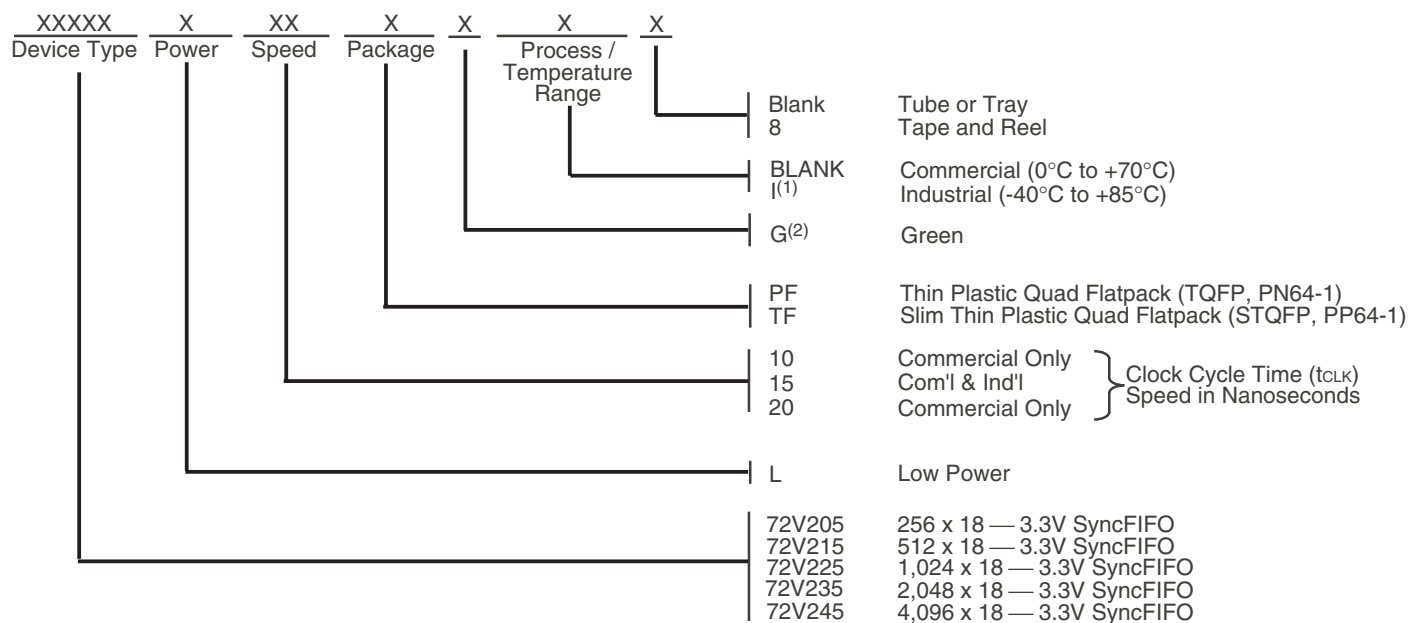 XXXXX X XX X X X X
Device Type Power Speed Package Process /
Temperature
Range
Blank Tube or Tray
8 Tape and Reel
BLANK Commercial (0°C to +70°C)
I(1) Industrial (-40°C to +85°C)
G(2) Green
PF Thin Plastic Quad Flatpack (TQFP, PN64-1)
TF Slim Thin Plastic Quad Flatpack (STQFP, PP64-1)
10 Commercial Only
15 Com'l & Ind'l
20 Commercial Only
Clock Cycle Time (tCLK)
Speed in Nanoseconds
L Low Power
72V205 256 x 18 — 3.3V SyncFIFO
72V215 512 x 18 — 3.3V SyncFIFO
72V225 1,024 x 18 — 3.3V SyncFIFO
72V235 2,048 x 18 — 3.3V SyncFIFO
72V245 4,096 x 18 — 3.3V SyncFIFO